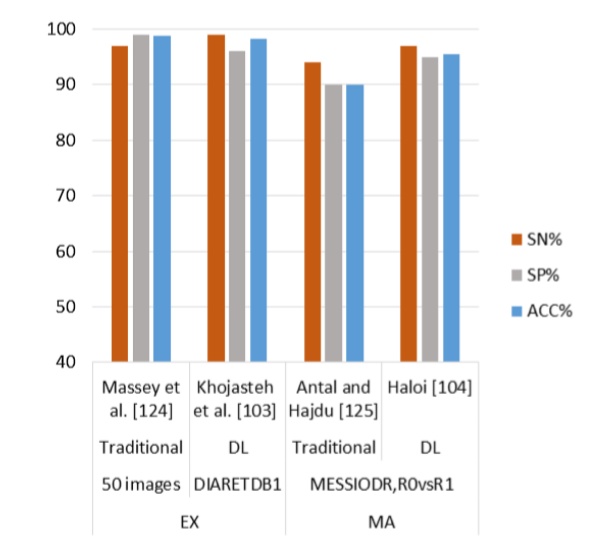 100
90
80
70
60
50
40
SN%
SP%
ACC%
Massey et al. [124]
Khojasteh et al. [103]
Antal and Hajdu [125]
Haloi [104]
Traditional
DL
Traditional
DL
50 images
DIARETDB1
MESSIODR,R0vsR1
EX
MA